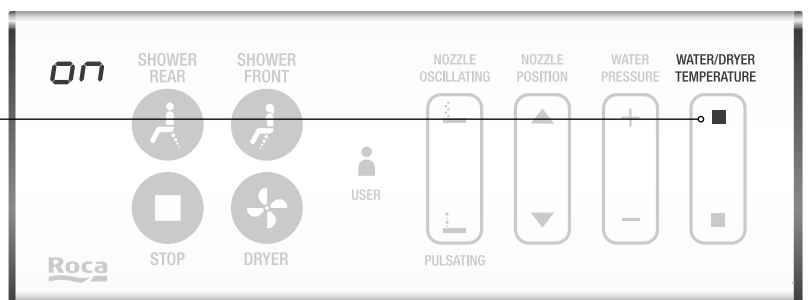 on
SHOWER
REAR
SHOWER
FRONT
NOZZLE
OSCILLATING
NOZZLE
POSITION
WATER
PRESSURE
WATER/DRYER
TEMPERATURE
USER
STOP
DRYER
PULSATING
Roca